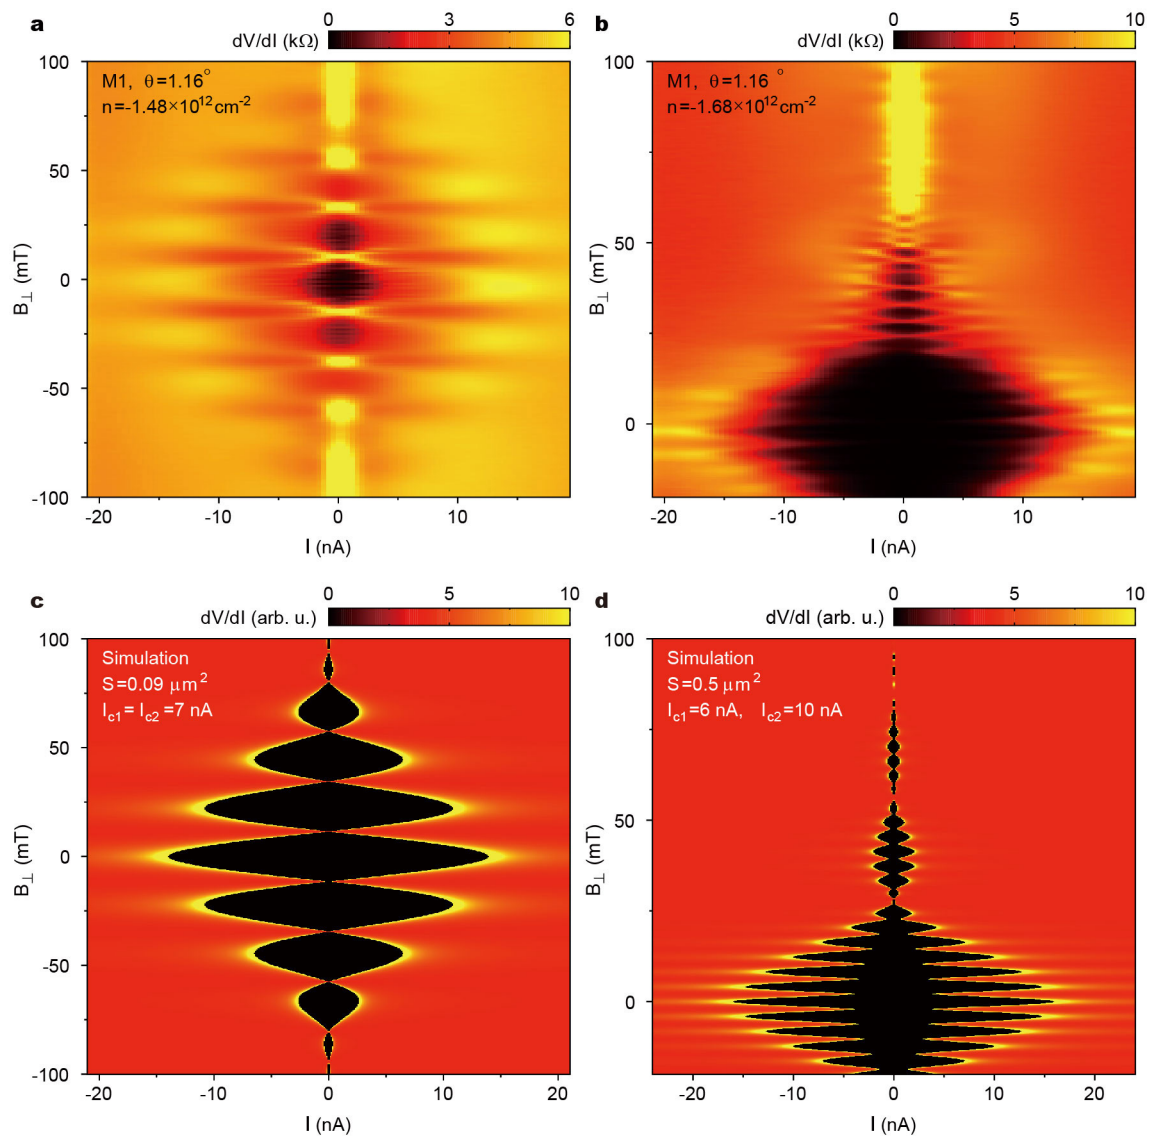 a
dV/dI (kΩ)
0 3 6
M1, θ=1.16°
n=-1.48×10¹²cm⁻²
B⊥ (mT)
100
50
0
-50
-100
-20 -10 0 10
I (nA)
b
dV/dI (kΩ)
0 5 10
M1, θ=1.16 °
n=-1.68×10¹²cm⁻²
B⊥ (mT)
100
50
0
-20 -10 0 10
I (nA)
c
dV/dI (arb. u.)
0 5 10
Simulation
S=0.09 μm²
I_c1= I_c2=7 nA
B⊥ (mT)
100
50
0
-50
-100
-20 -10 0 10 20
I (nA)
d
dV/dI (arb. u.)
0 5 10
Simulation
S=0.5 μm²
I_c1=6 nA, I_c2=10 nA
B⊥ (mT)
100
50
0
-20 -10 0 10 20
I (nA)